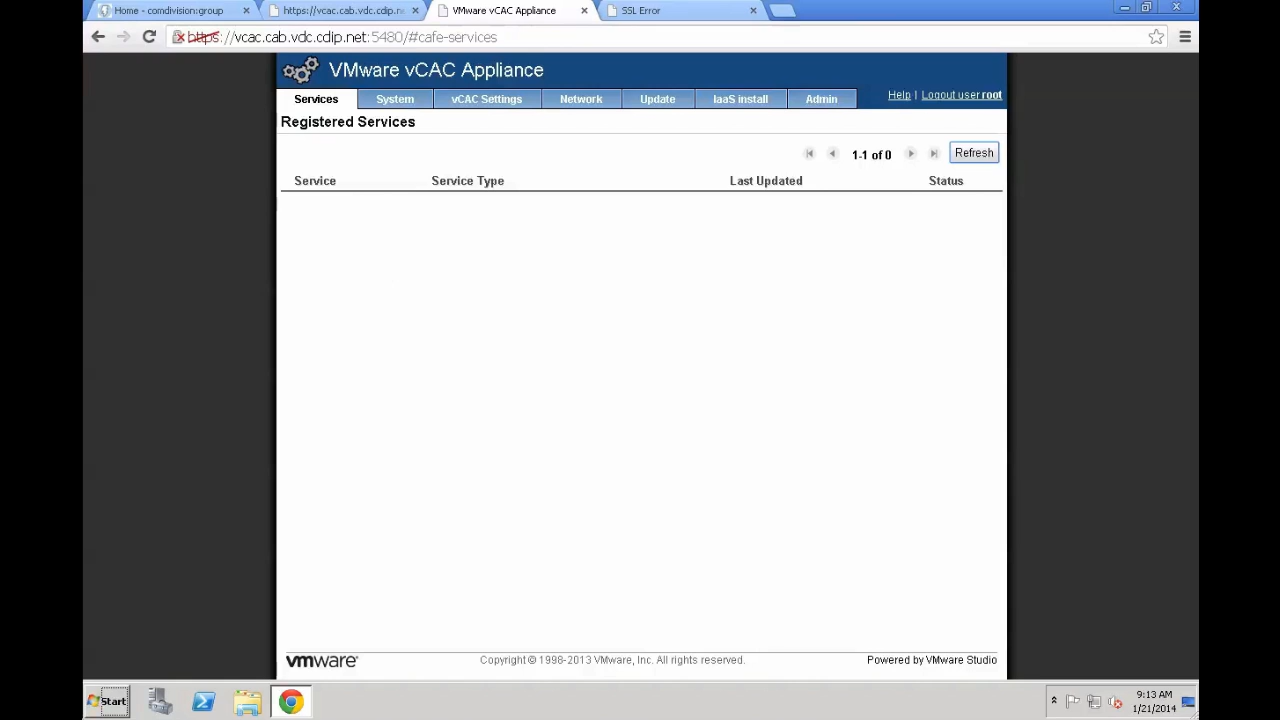 Home - comdivision:group
https://vcac.cab.vdc.cdip.ne
VMware vCAC Appliance
SSL Error
https://vcac.cab.vdc.cdip.net:5480/#cafe-services
VMware vCAC Appliance
Services
System
vCAC Settings
Network
Update
IaaS install
Admin
Help | Logout user root
Registered Services
1-1 of 0
Refresh
Service
Service Type
Last Updated
Status
vmware
Copyright © 1998-2013 VMware, Inc. All rights reserved.
Powered by VMware Studio
Start
9:13 AM
1/21/2014